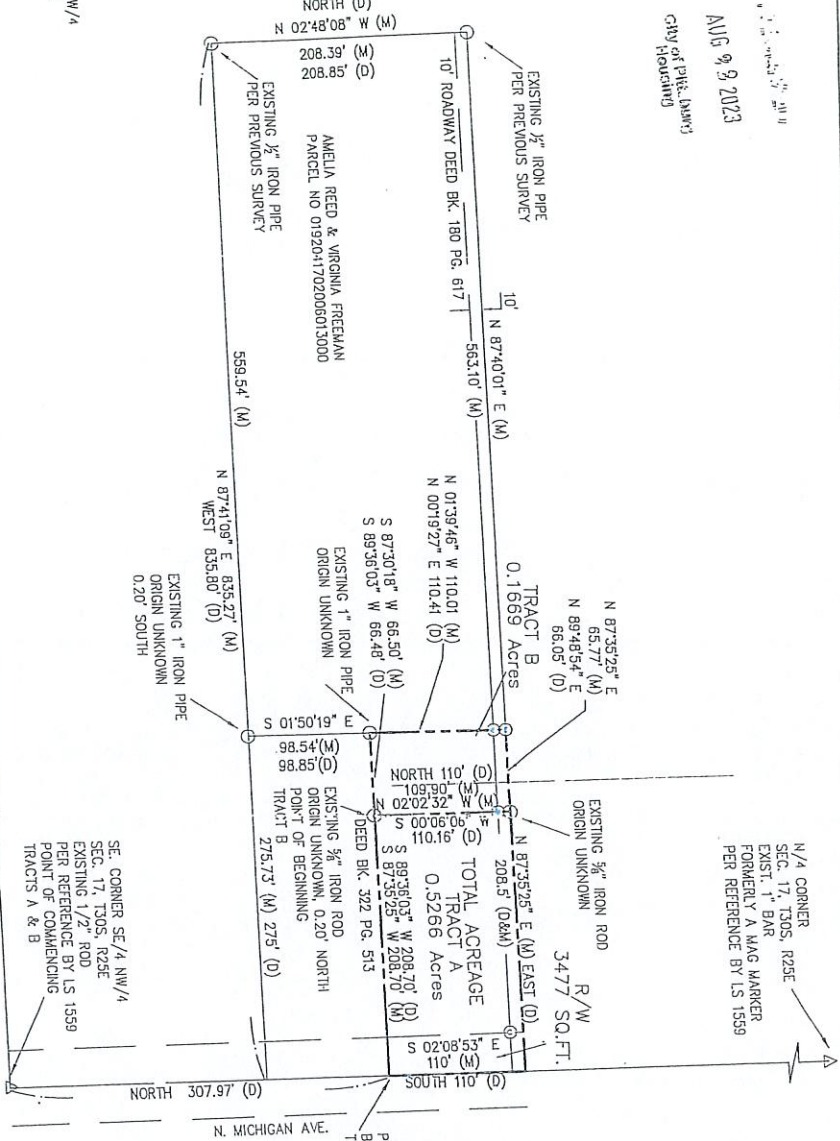 W/4
NORTH (D)
N 02°48'08" W (M)
208.39' (M)
208.85' (D)
AUG 2023
City of
Housing
EXISTING ½" IRON PIPE
PER PREVIOUS SURVEY
EXISTING ½" IRON PIPE
PER PREVIOUS SURVEY
10' ROADWAY DEED BK. 180 PG. 617
10'
AMELIA REED & VIRGINIA FREEMAN
PARCEL NO 0192041702006013000
N 87°40'01" E (M)
563.10' (M)
559.54' (M)
N 87°41'09" E 835.27' (M)
WEST 835.80' (D)
EXISTING 1" IRON PIPE
ORIGIN UNKNOWN
0.20' SOUTH
N 01°39'46" W 110.01 (M)
N 00°19'27" E 110.41 (D)
S 87°30'18" W 66.50' (M)
S 89°36'03" W 66.48' (D)
EXISTING 1" IRON PIPE
ORIGIN UNKNOWN
TRACT B
0.1669 Acres
N 87°35'25" E
65.77' (M)
N 89°48'54" E
66.05' (D)
S 01°50'19" E
98.54'(M)
98.85'(D)
NORTH 110' (D)
109.90' (M)
N 02°02'32" W (M)
S 00°06'06" W
110.16' (D)
EXISTING ⅝" IRON ROD
ORIGIN UNKNOWN
EXISTING ⅝" IRON ROD
ORIGIN UNKNOWN, 0.20' NORTH
POINT OF BEGINNING
TRACT B
DEED BK. 322 PG. 513
275.73' (M) 275' (D)
N 87°35'25" E (M) EAST (D)
208.5' (D&M)
TOTAL ACREAGE
TRACT A
0.5266 Acres
S 89°36'03" W 208.70' (D)
S 87°35'25" W 208.70' (M)
R/W
3477 SQ.FT.
S 02°08'53" E
110' (M)
SOUTH 110' (D)
N/4 CORNER
SEC. 17, T30S, R25E
EXIST. 1" BAR
FORMERLY A MAG MARKER
PER REFERENCE BY LS 1559
SE. CORNER SE/4 NW/4
SEC. 17, T30S, R25E
EXISTING 1/2" ROD
PER REFERENCE BY LS 1559
POINT OF COMMENCING
TRACTS A & B
NORTH 307.97' (D)
N. MICHIGAN AVE.
P
B
T